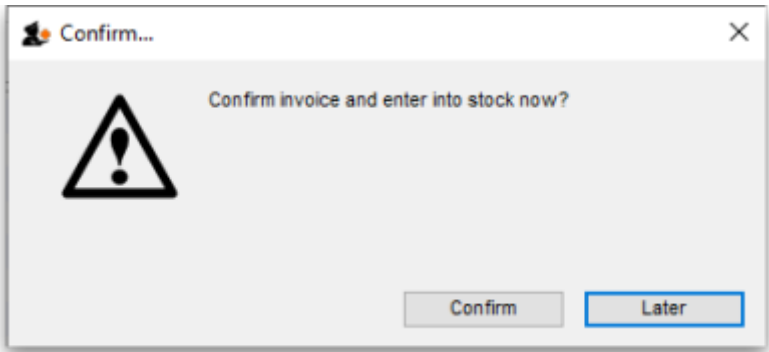 Confirm...
Confirm invoice and enter into stock now?
Confirm
Later